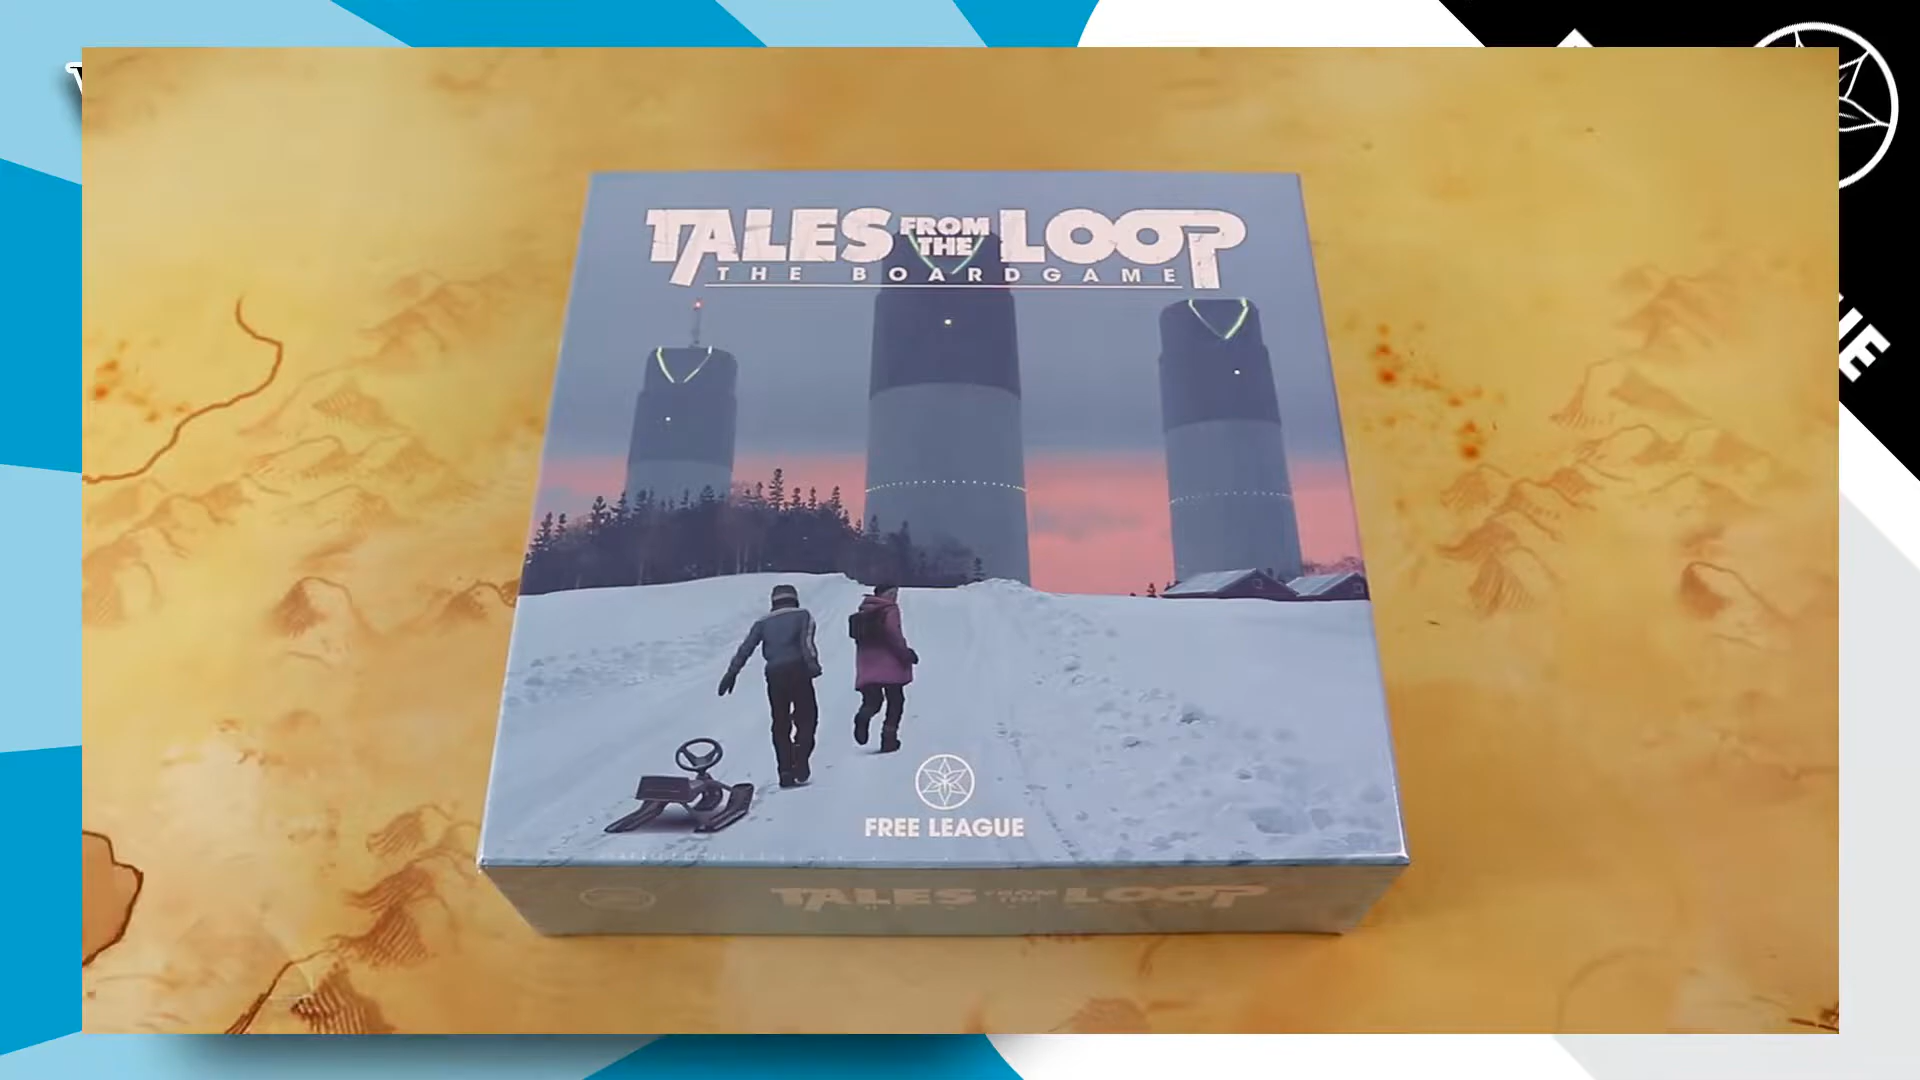 TALES FROM THE LOOP
THE BOARDGAME
FREE LEAGUE
TALES FROM THE LOOP